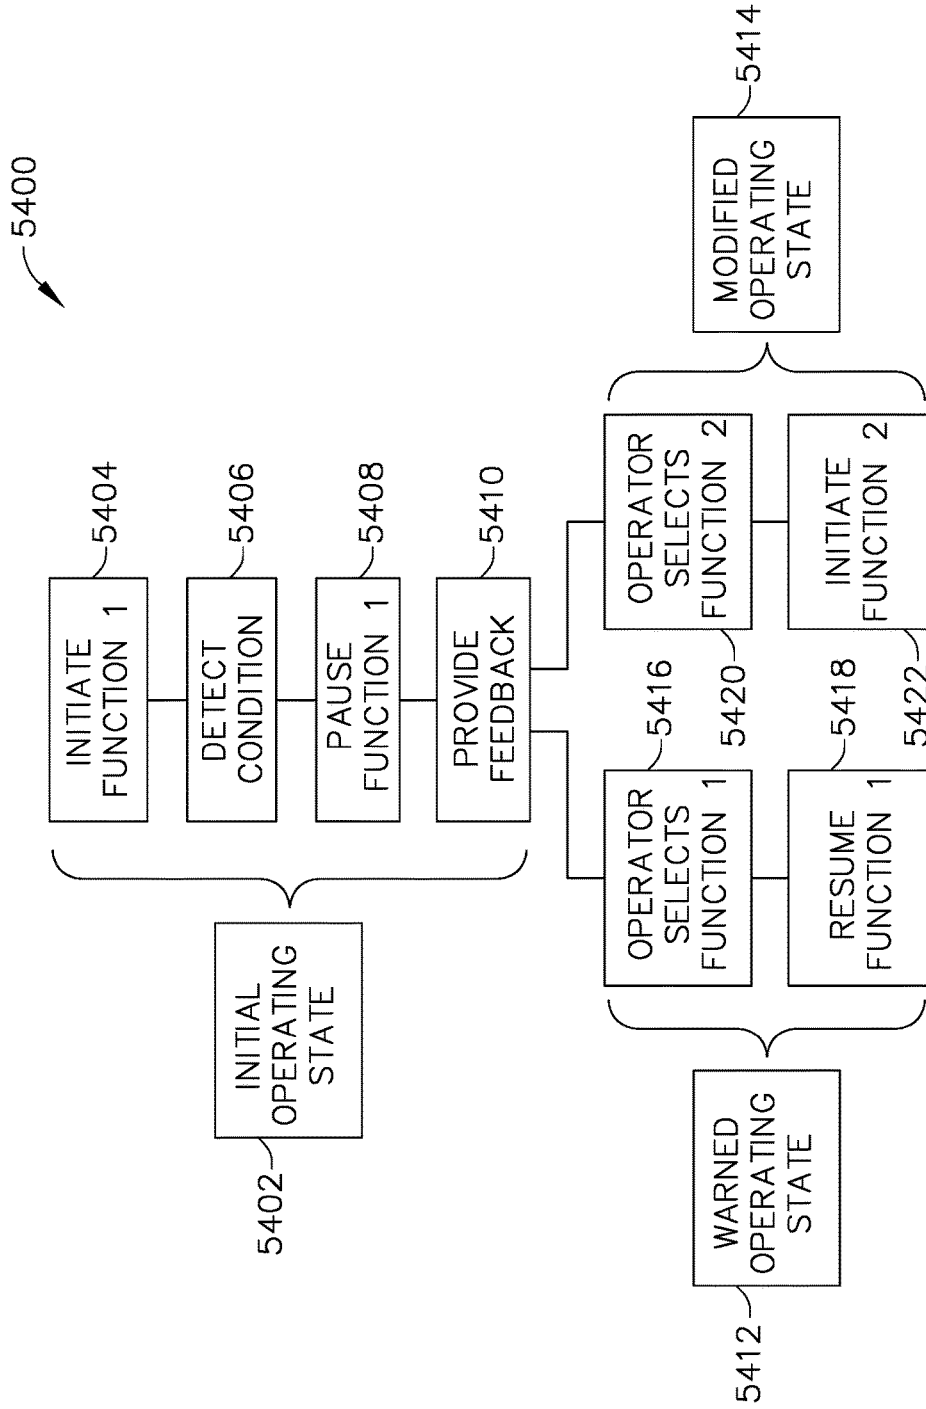 5400
INITIATE
FUNCTION 1
5404
DETECT
CONDITION
5406
PAUSE
FUNCTION 1
5408
PROVIDE
FEEDBACK
5410
INITIAL
OPERATING
STATE
5402
OPERATOR
SELECTS
FUNCTION 1
5416
RESUME
FUNCTION 1
5418
WARNED
OPERATING
STATE
5412
OPERATOR
SELECTS
FUNCTION 2
5420
INITIATE
FUNCTION 2
5422
MODIFIED
OPERATING
STATE
5414